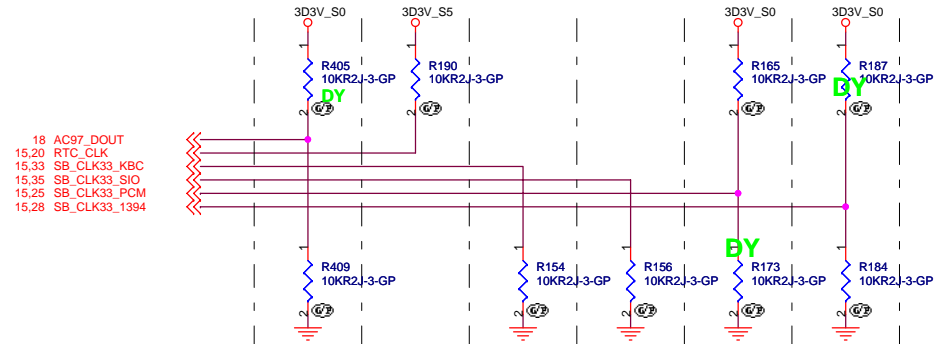 3D3V_S0 3D3V_S5 3D3V_S0 3D3V_S0
1 1 1 1
R405 R190 R165 R187
10KR2J-3-GP 10KR2J-3-GP 10KR2J-3-GP 10KR2J-3-GP
DY DY
2 G/P 2 G/P 2 G/P 2 G/P
18 AC97_DOUT
15,20 RTC_CLK
15,33 SB_CLK33_KBC
15,35 SB_CLK33_SIO
15,25 SB_CLK33_PCM
15,28 SB_CLK33_1394
DY
1 1 1 1 1
R409 R154 R156 R173 R184
10KR2J-3-GP 10KR2J-3-GP 10KR2J-3-GP 10KR2J-3-GP 10KR2J-3-GP
2 G/P 2 G/P 2 G/P 2 G/P 2 G/P